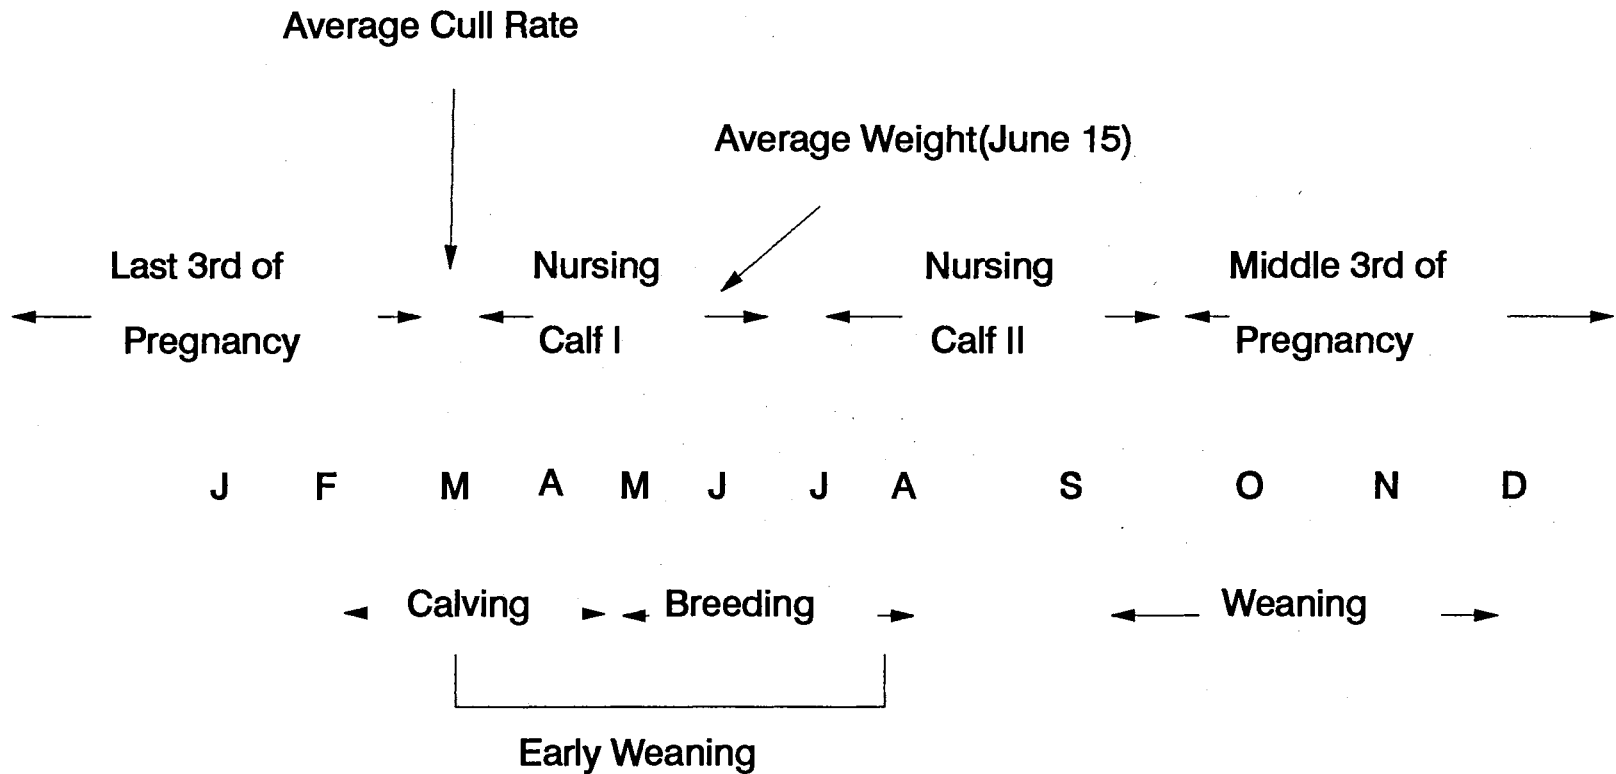 Average Cull Rate
Average Weight(June 15)
Last 3rd of
Pregnancy
Nursing
Calf I
Nursing
Calf II
Middle 3rd of
Pregnancy
J F M A M J J A S O N D
Calving Breeding Weaning
Early Weaning